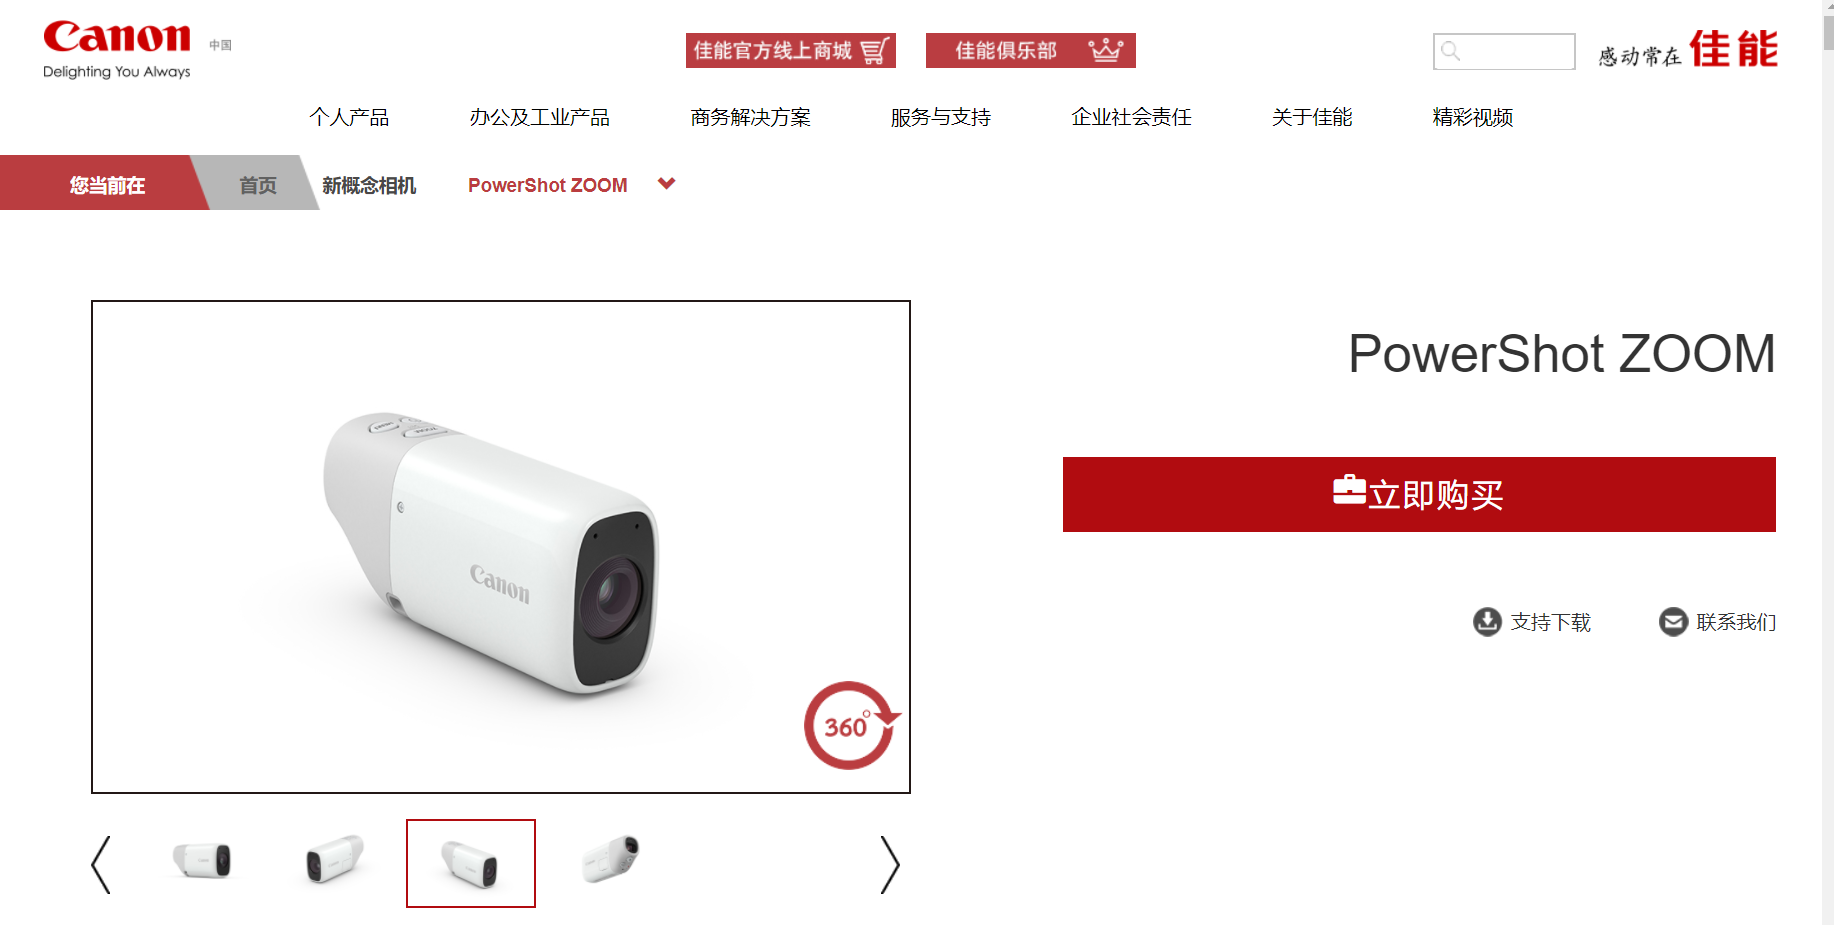 Canon 中国
Delighting You Always
佳能官方线上商城
佳能俱乐部
感动常在 佳能
个人产品 办公及工业产品 商务解决方案 服务与支持 企业社会责任 关于佳能 精彩视频
您当前在 首页 新概念相机 PowerShot ZOOM
PowerShot ZOOM
立即购买
Canon
支持下载 联系我们
360°